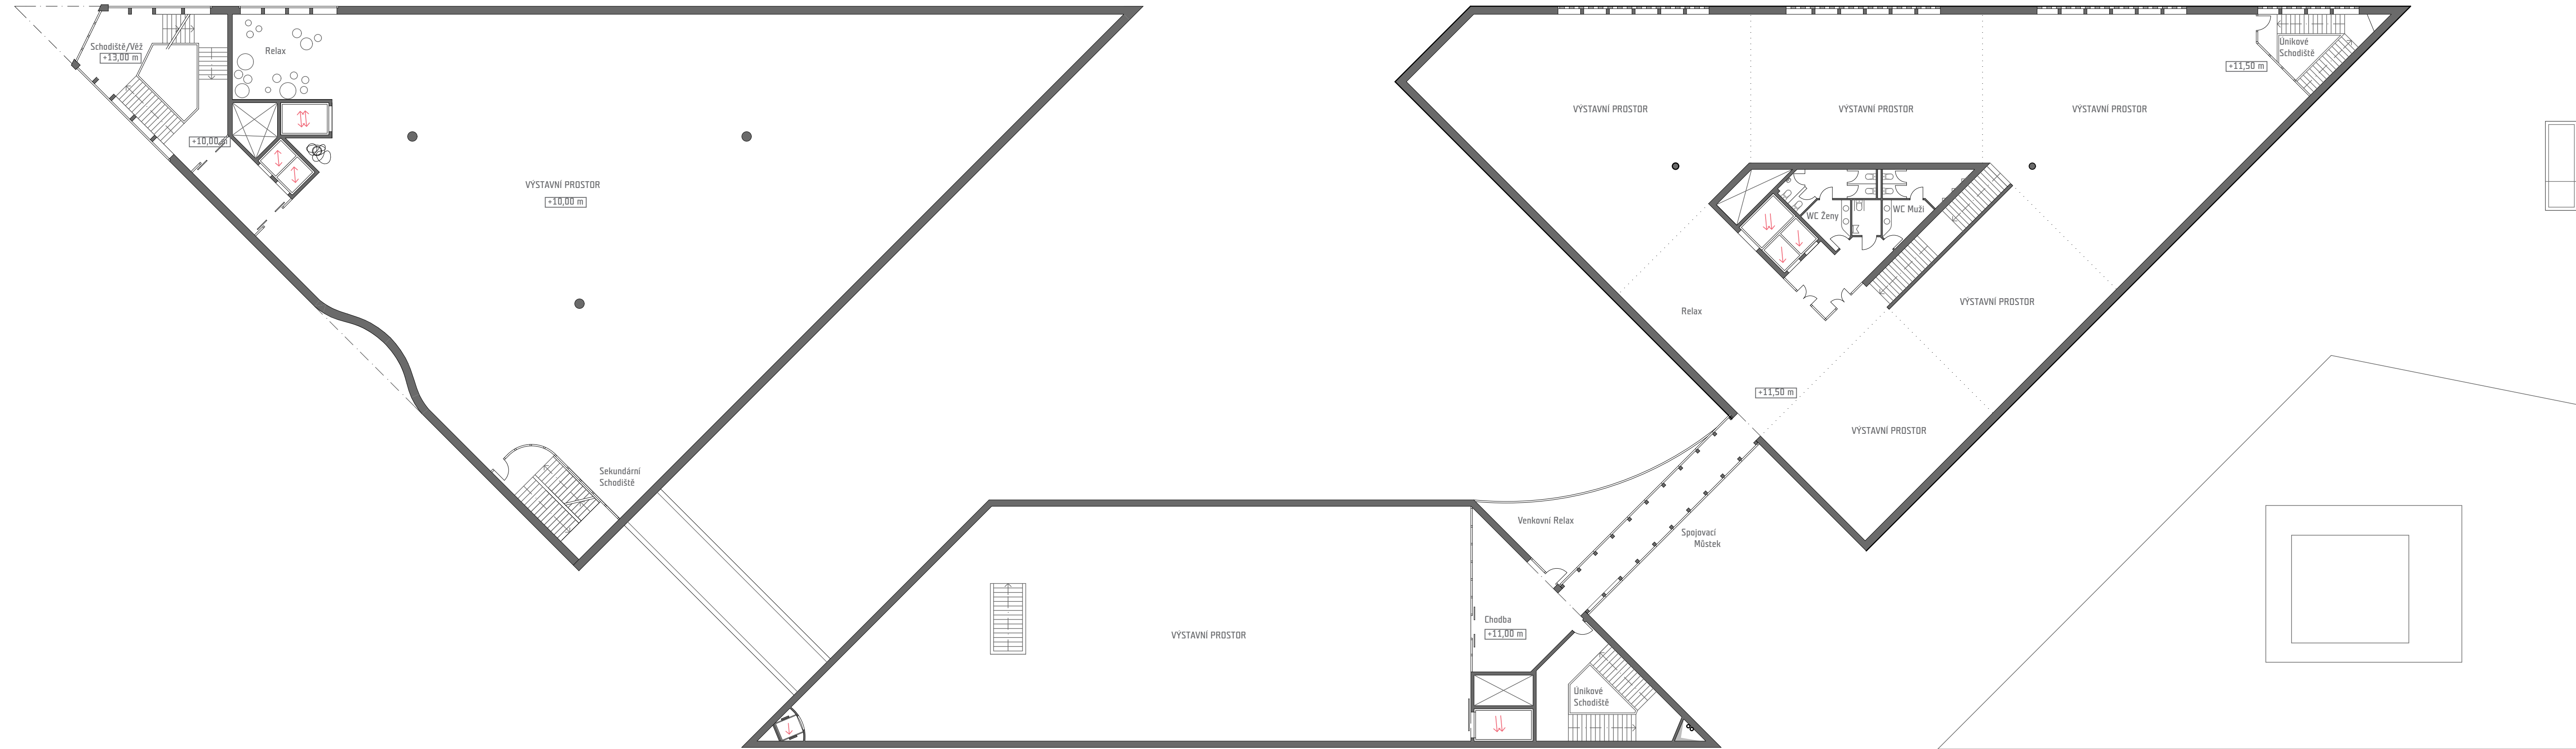 Schodiště/Věž
+13,00 m
Relax
+10,00 m
VÝSTAVNÍ PROSTOR
+10,00 m
Sekundární
Schodiště
VÝSTAVNÍ PROSTOR
VÝSTAVNÍ PROSTOR
VÝSTAVNÍ PROSTOR
Únikové
Schodiště
+11,50 m
WC Ženy
WC Muži
Relax
VÝSTAVNÍ PROSTOR
+11,50 m
VÝSTAVNÍ PROSTOR
Venkovní Relax
Spojovací
Můstek
Chodba
+11,00 m
VÝSTAVNÍ PROSTOR
Únikové
Schodiště